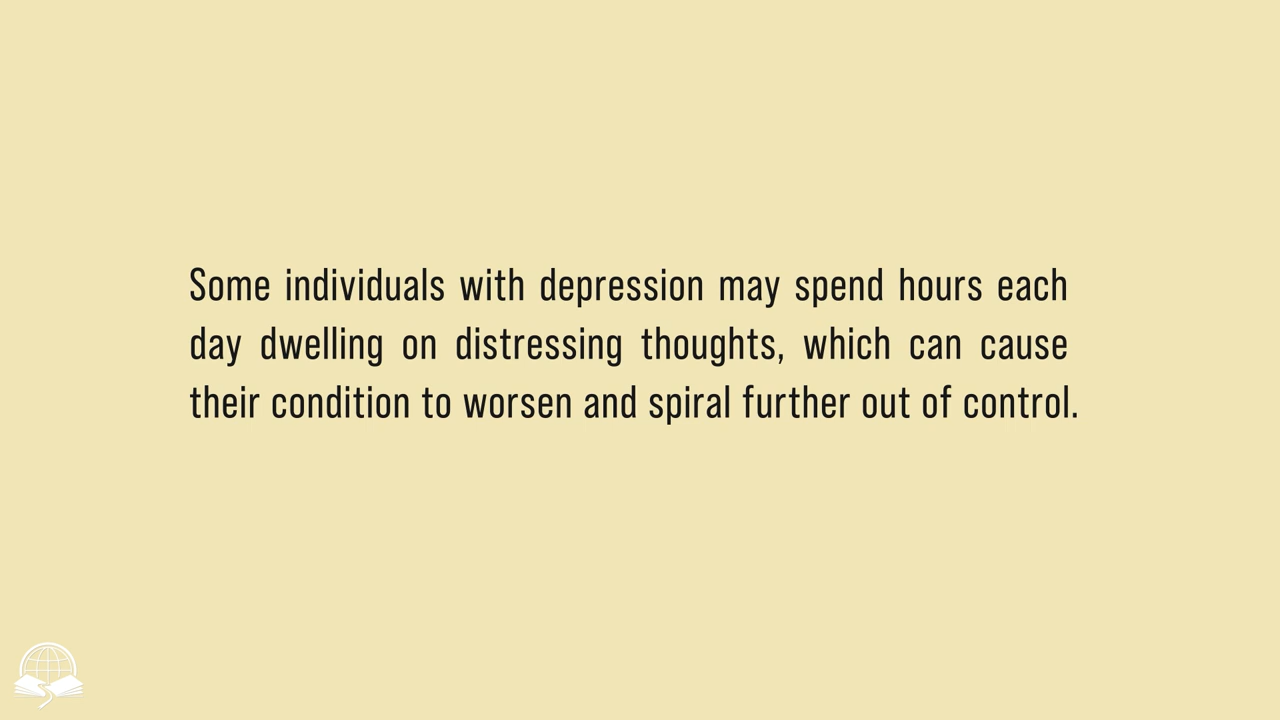 Some individuals with depression may spend hours each
day dwelling on distressing thoughts, which can cause
their condition to worsen and spiral further out of control.